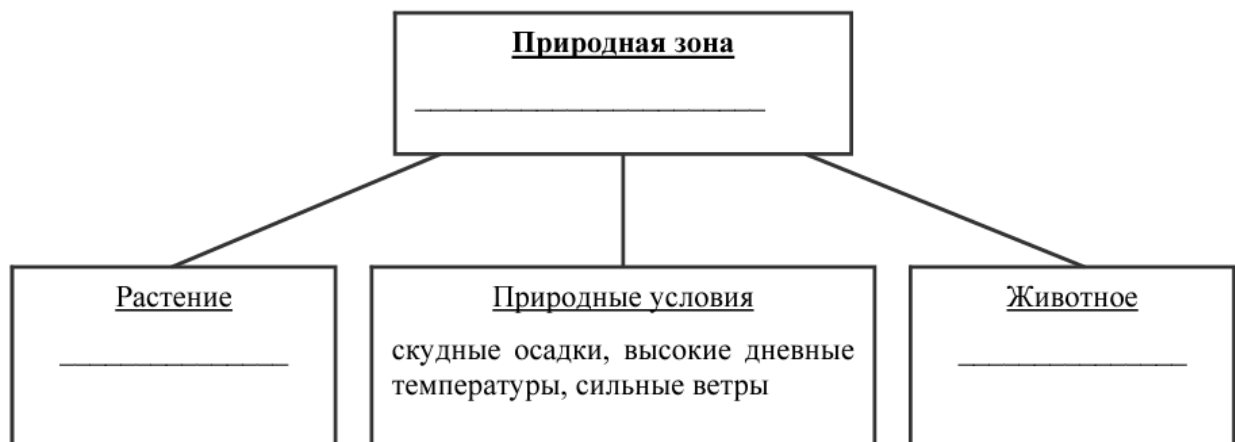 Природная зона
Растение
Природные условия
Животное
скудные осадки, высокие дневные
температуры, сильные ветры